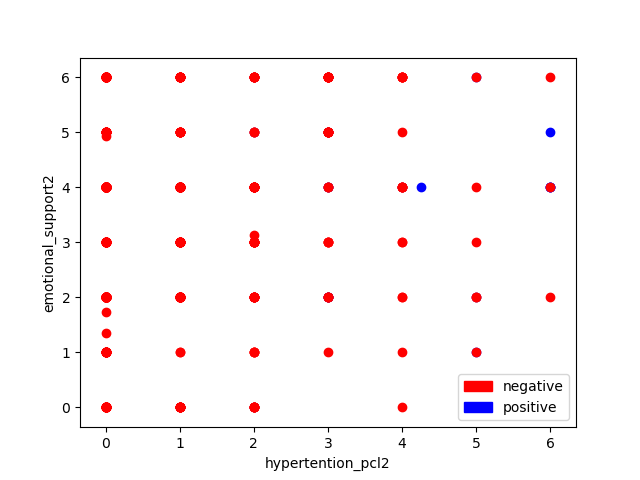 6
5
4
3
2
1
0
emotional_support2
0 1 2 3 4 5 6
hypertention_pcl2
negative
positive